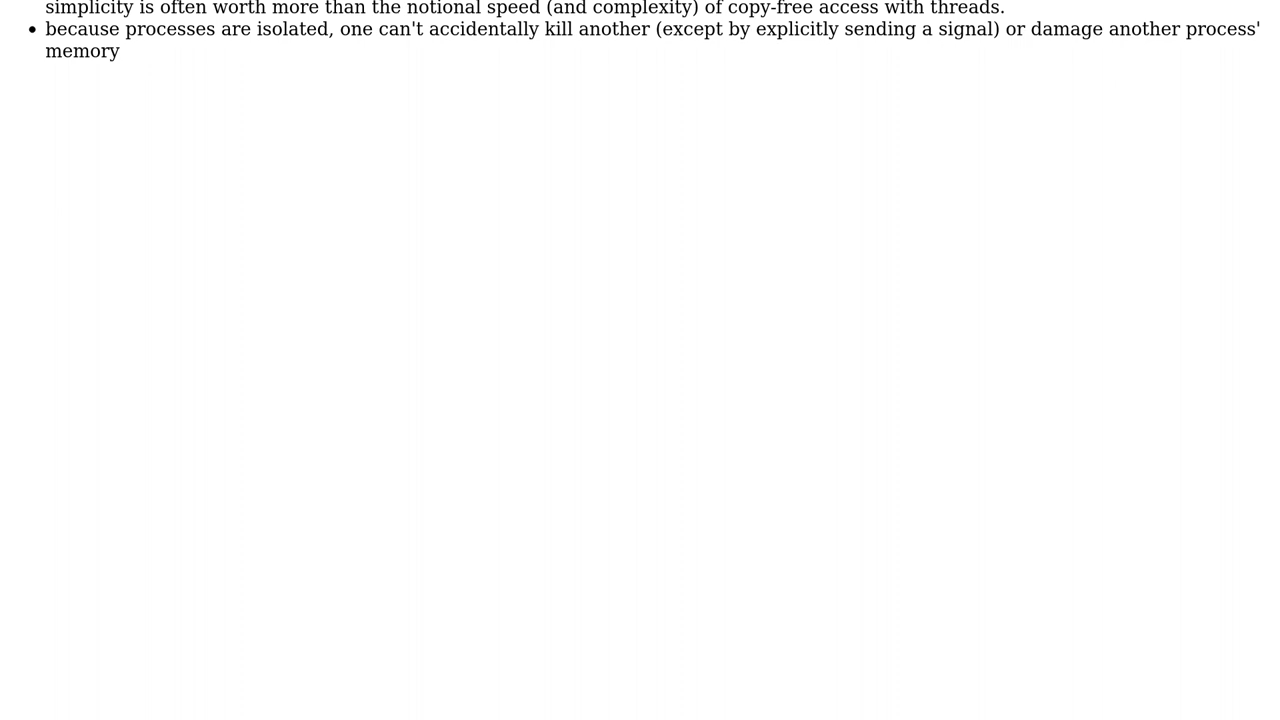 simplicity is often worth more than the notional speed (and complexity) of copy-free access with threads.
• because processes are isolated, one can't accidentally kill another (except by explicitly sending a signal) or damage another process'
memory